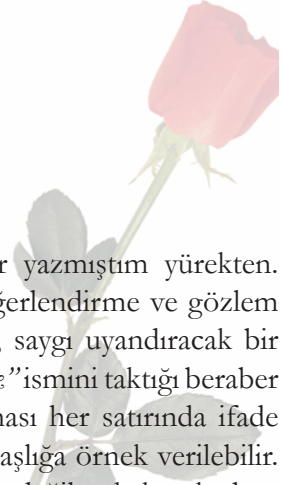 yazmıştım yürekten.
ğerlendirme ve gözlem
saygı uyandıracak bir
ismini taktığı beraber
ması her satırında ifade
aşlığa örnek verilebilir.